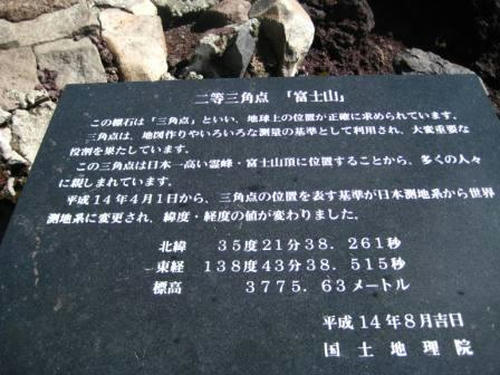 二等三角点 「富士山」
この標石は「三角点」といい、地球上の位置が正確に求められています。
三角点は、地図作りやいろいろな測量の基準として利用され、大変重要な
役割を果たしています。
この三角点は日本一高い霊峰・富士山頂に位置することから、多くの人々
に親しまれています。
平成14年4月1日から、三角点の位置を表す基準が日本測地系から世界
測地系に変更され、緯度・経度の値が変わりました。
北緯 35度21分38.261秒
東経 138度43分38.515秒
標高 3775.63メートル
平成14年8月吉日
国土地理院